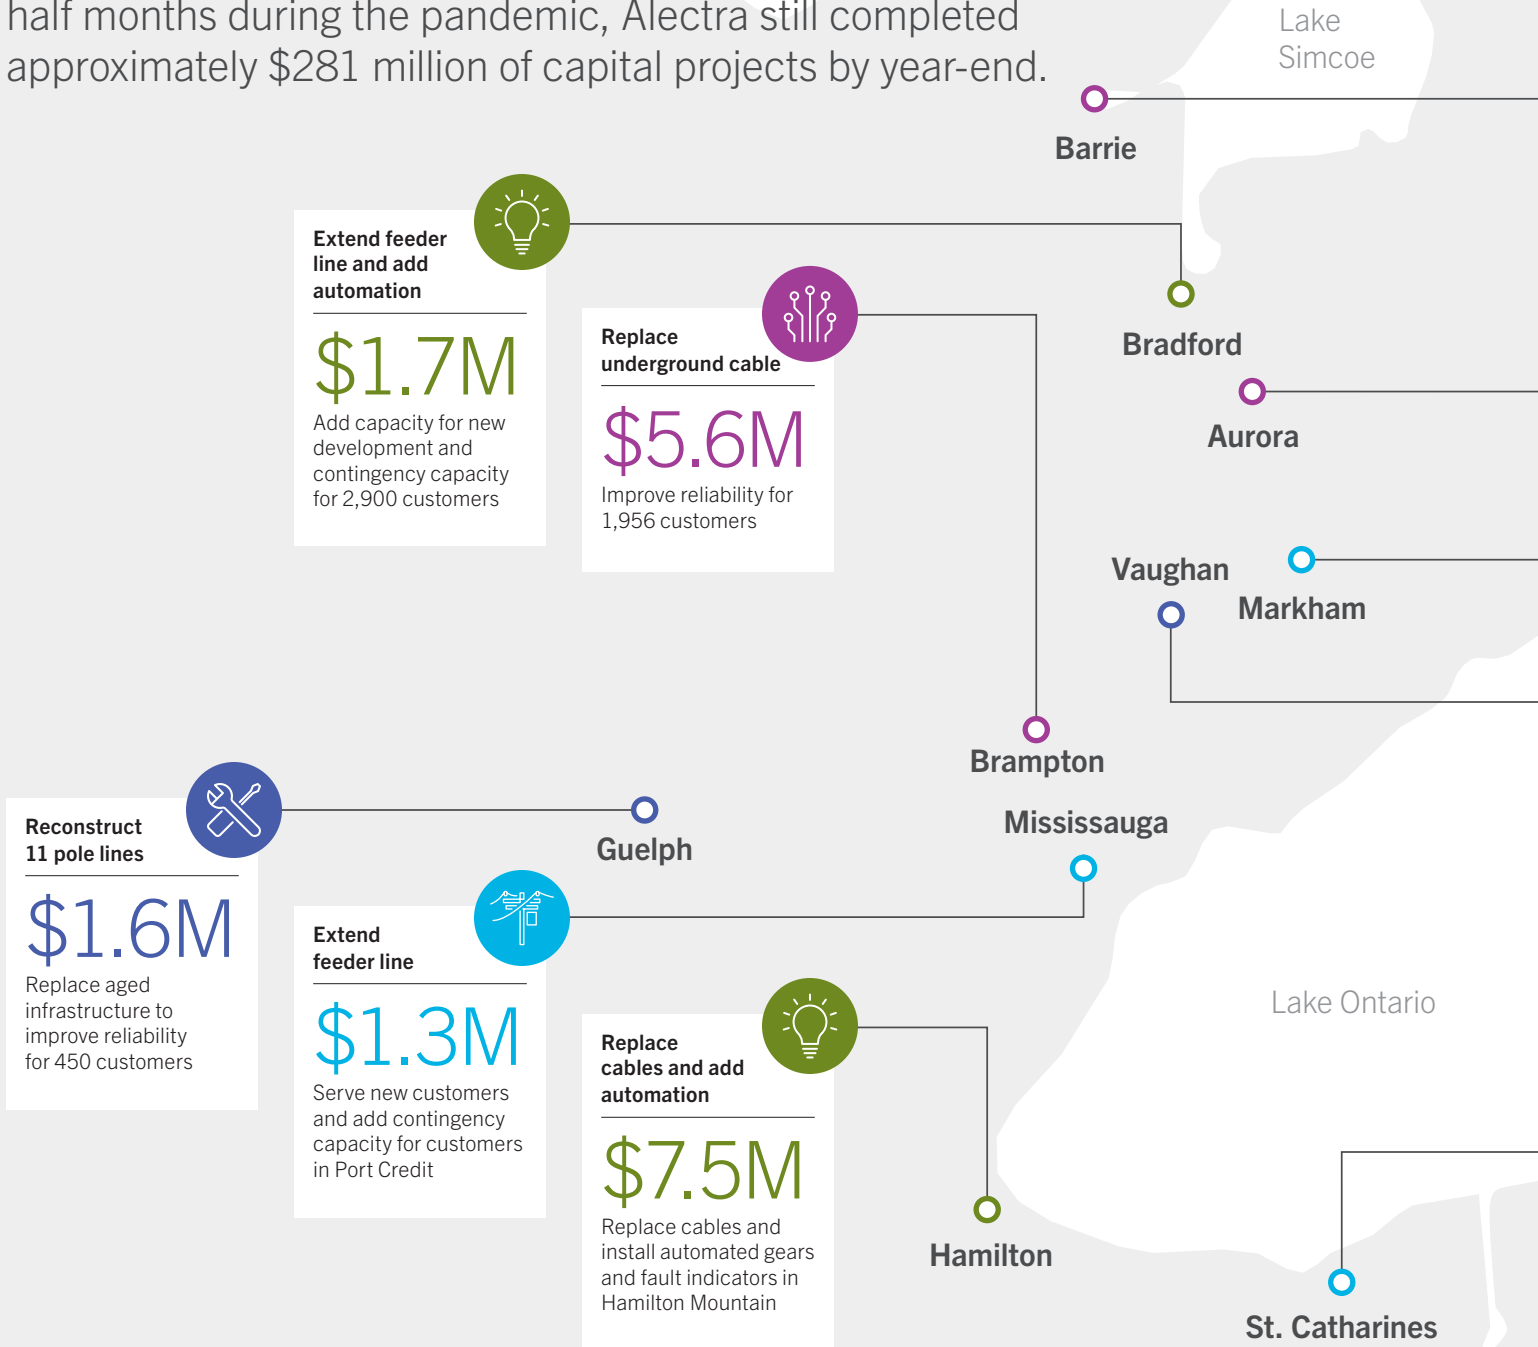 half months during the pandemic, Alectra still completed
approximately $281 million of capital projects by year-end.
Lake
Simcoe
Barrie
Extend feeder
line and add
automation
$1.7M
Add capacity for new
development and
contingency capacity
for 2,900 customers
Replace
underground cable
$5.6M
Improve reliability for
1,956 customers
Bradford
Aurora
Vaughan
Markham
Brampton
Mississauga
Guelph
Reconstruct
11 pole lines
$1.6M
Replace aged
infrastructure to
improve reliability
for 450 customers
Extend
feeder line
$1.3M
Serve new customers
and add contingency
capacity for customers
in Port Credit
Replace
cables and add
automation
$7.5M
Replace cables and
install automated gears
and fault indicators in
Hamilton Mountain
Lake Ontario
Hamilton
St. Catharines